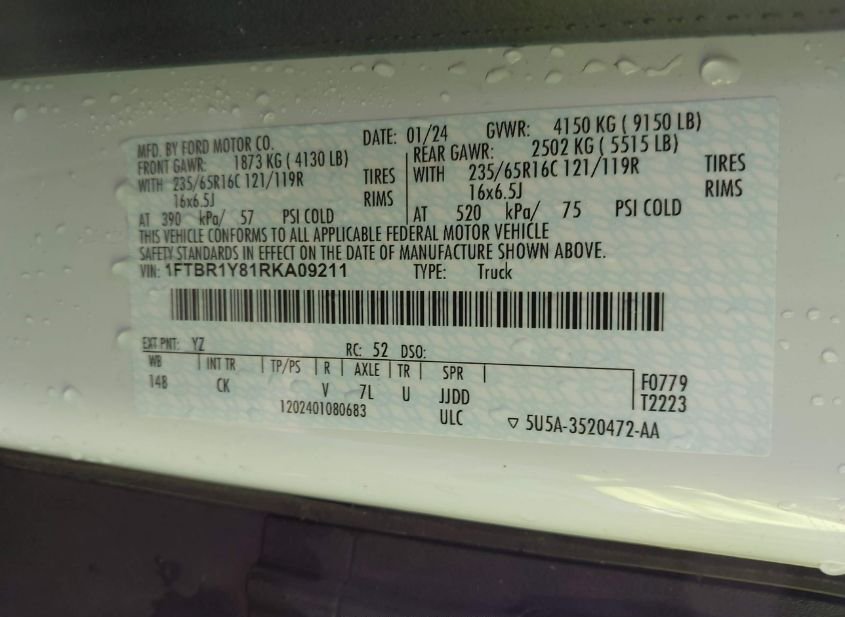 MFD. BY FORD MOTOR CO. DATE: 01/24 GVWR: 4150 KG ( 9150 LB)
FRONT GAWR: 1873 KG ( 4130 LB) REAR GAWR: 2502 KG ( 5515 LB)
WITH 235/65R16C 121/119R TIRES WITH 235/65R16C 121/119R TIRES
16x6.5J RIMS 16x6.5J RIMS
AT 390 kPa/ 57 PSI COLD AT 520 kPa/ 75 PSI COLD
THIS VEHICLE CONFORMS TO ALL APPLICABLE FEDERAL MOTOR VEHICLE
SAFETY STANDARDS IN EFFECT ON THE DATE OF MANUFACTURE SHOWN ABOVE.
VIN: 1FTBR1Y81RKA09211 TYPE: Truck
EXT PNT: YZ RC: 52 DSO:
WB INT TR TP/PS R AXLE TR SPR F0779
148 CK V 7L U JJDD T2223
1202401080683 ULC 5U5A-3520472-AA